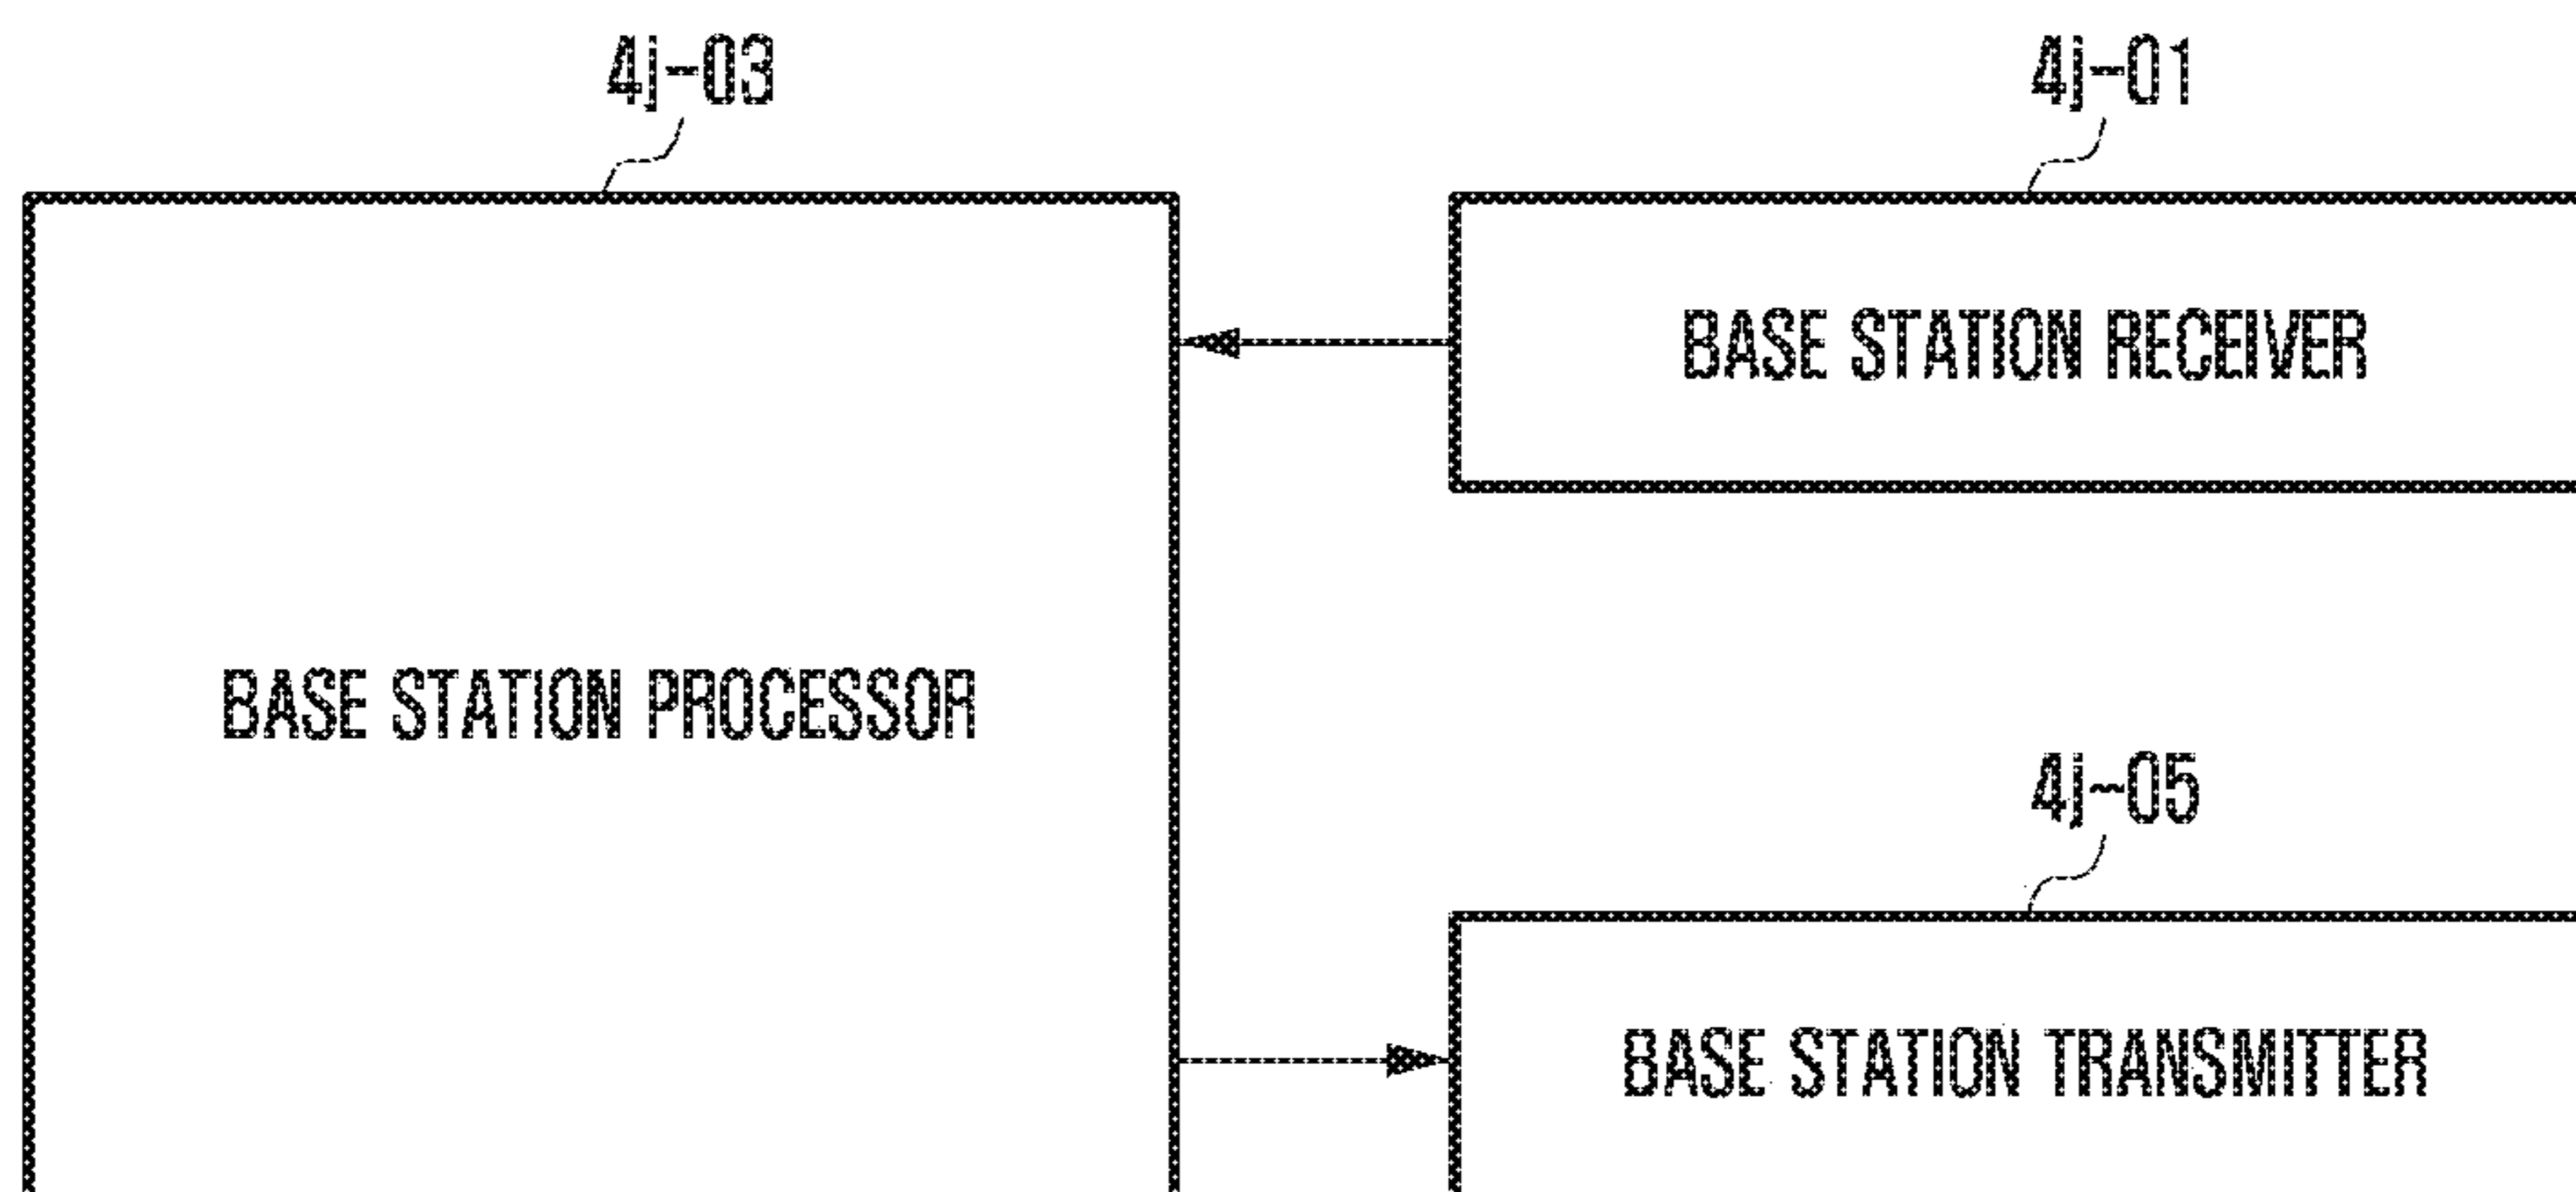 4j-03
4j-01
BASE STATION RECEIVER
BASE STATION PROCESSOR
4j-05
BASE STATION TRANSMITTER